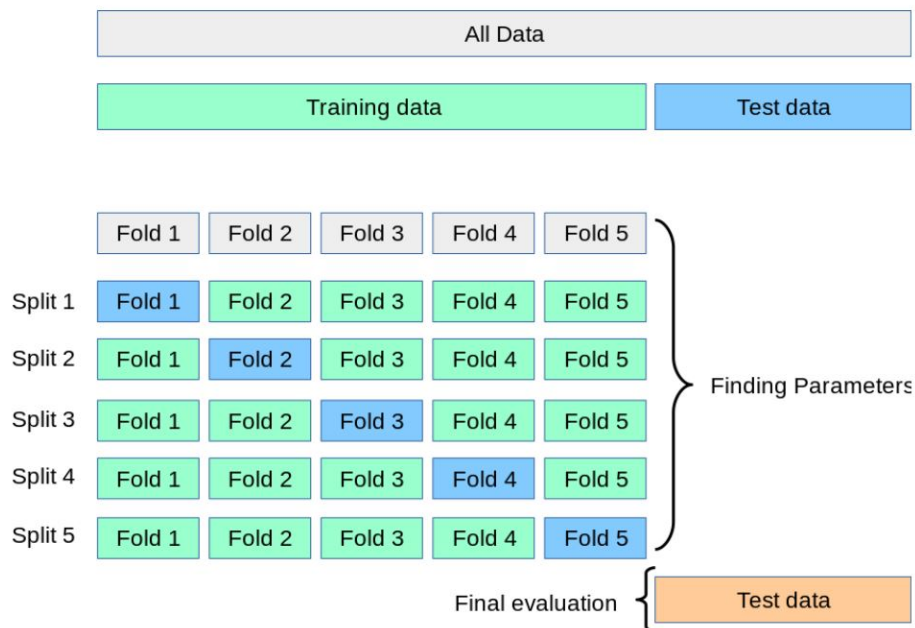 All Data
Training data Test data
Fold 1 Fold 2 Fold 3 Fold 4 Fold 5
Split 1 Fold 1 Fold 2 Fold 3 Fold 4 Fold 5
Split 2 Fold 1 Fold 2 Fold 3 Fold 4 Fold 5
Finding Parameters
Split 3 Fold 1 Fold 2 Fold 3 Fold 4 Fold 5
Split 4 Fold 1 Fold 2 Fold 3 Fold 4 Fold 5
Split 5 Fold 1 Fold 2 Fold 3 Fold 4 Fold 5
Final evaluation Test data